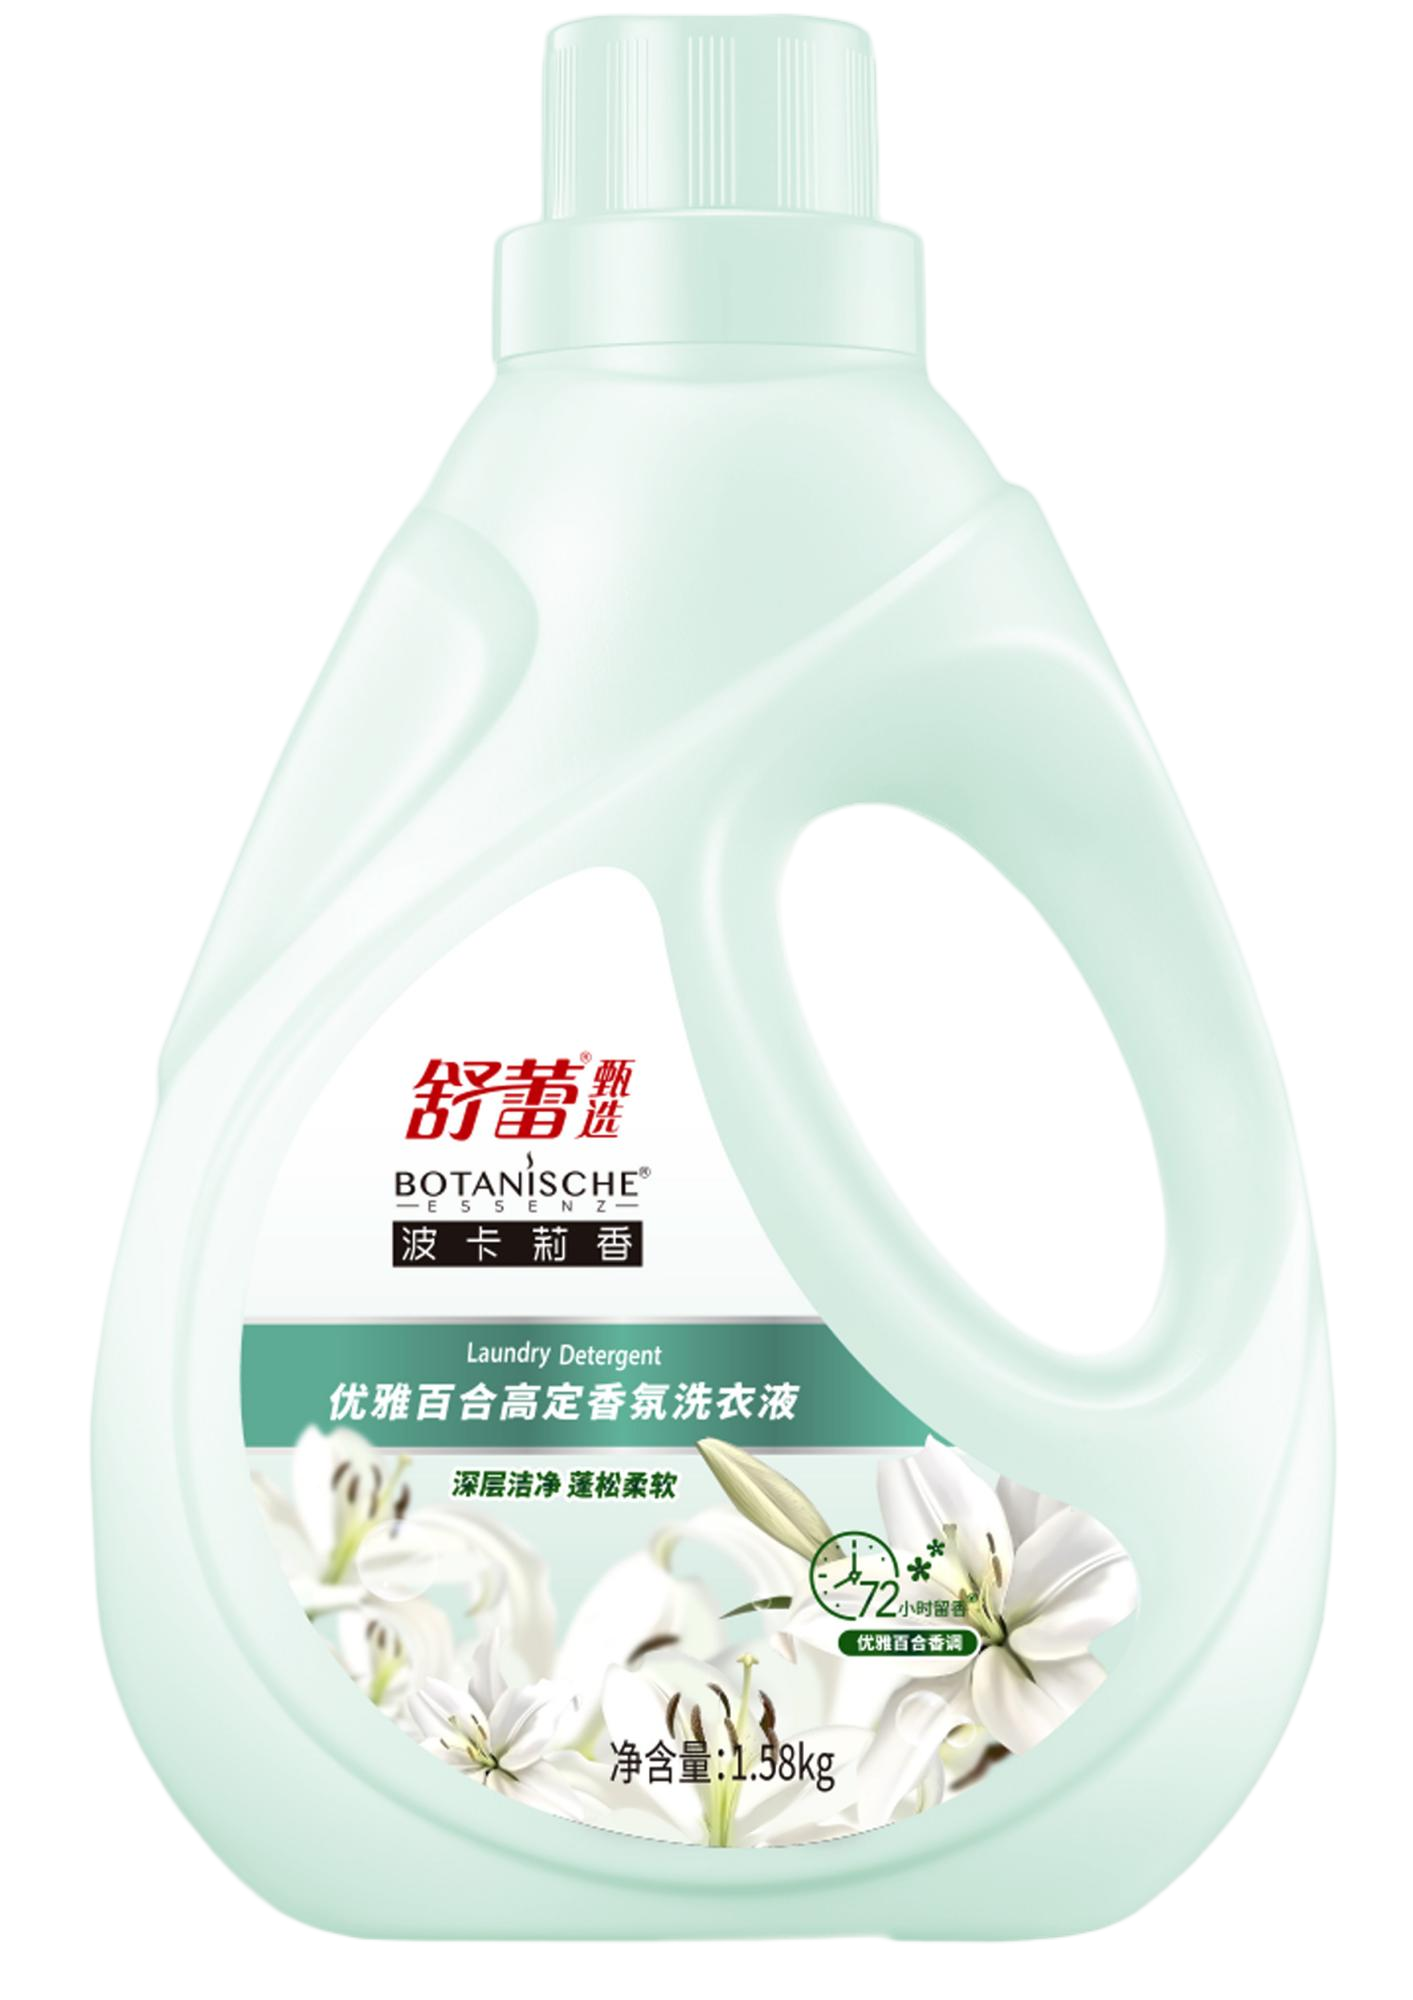 舒蕾®甄选
BOTANISCHE®
ESSENZ
波卡莉香
Laundry Detergent
优雅百合高定香氛洗衣液
深层洁净 蓬松柔软
72小时留香
优雅百合香调
净含量:1.58kg